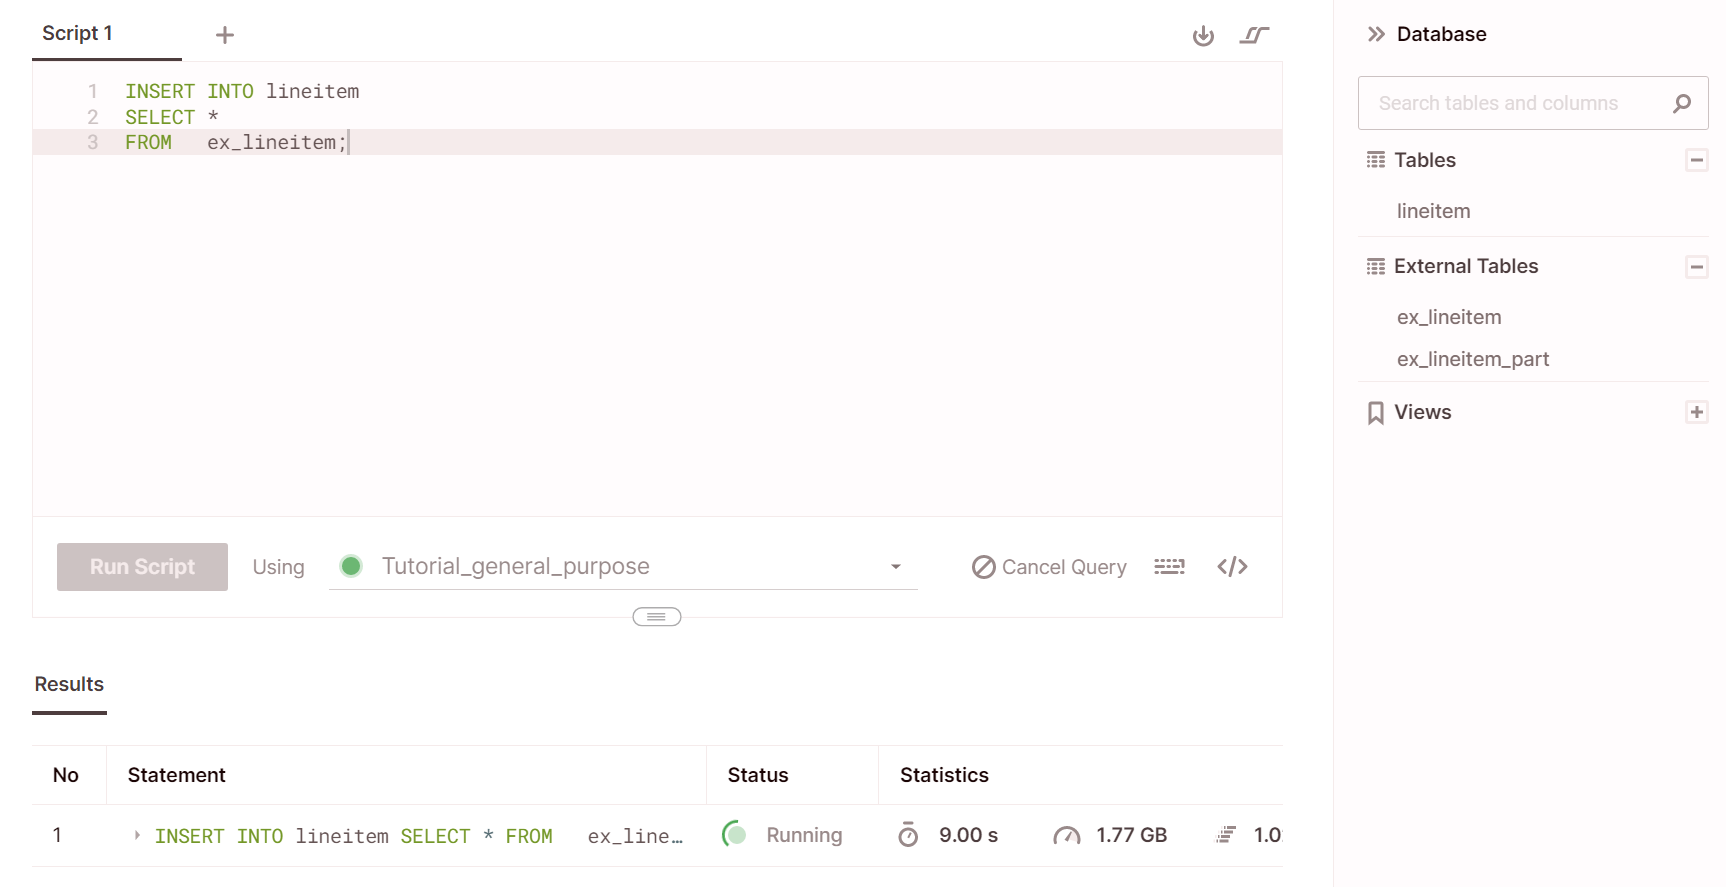 Script 1
Database
1 INSERT INTO lineitem
2 SELECT *
3 FROM   ex_lineitem;
Search tables and columns
Tables
lineitem
External Tables
ex_lineitem
ex_lineitem_part
Views
Run Script Using Tutorial_general_purpose Cancel Query </>
Results
No Statement Status Statistics
1 INSERT INTO lineitem SELECT * FROM   ex_line… Running 9.00 s 1.77 GB